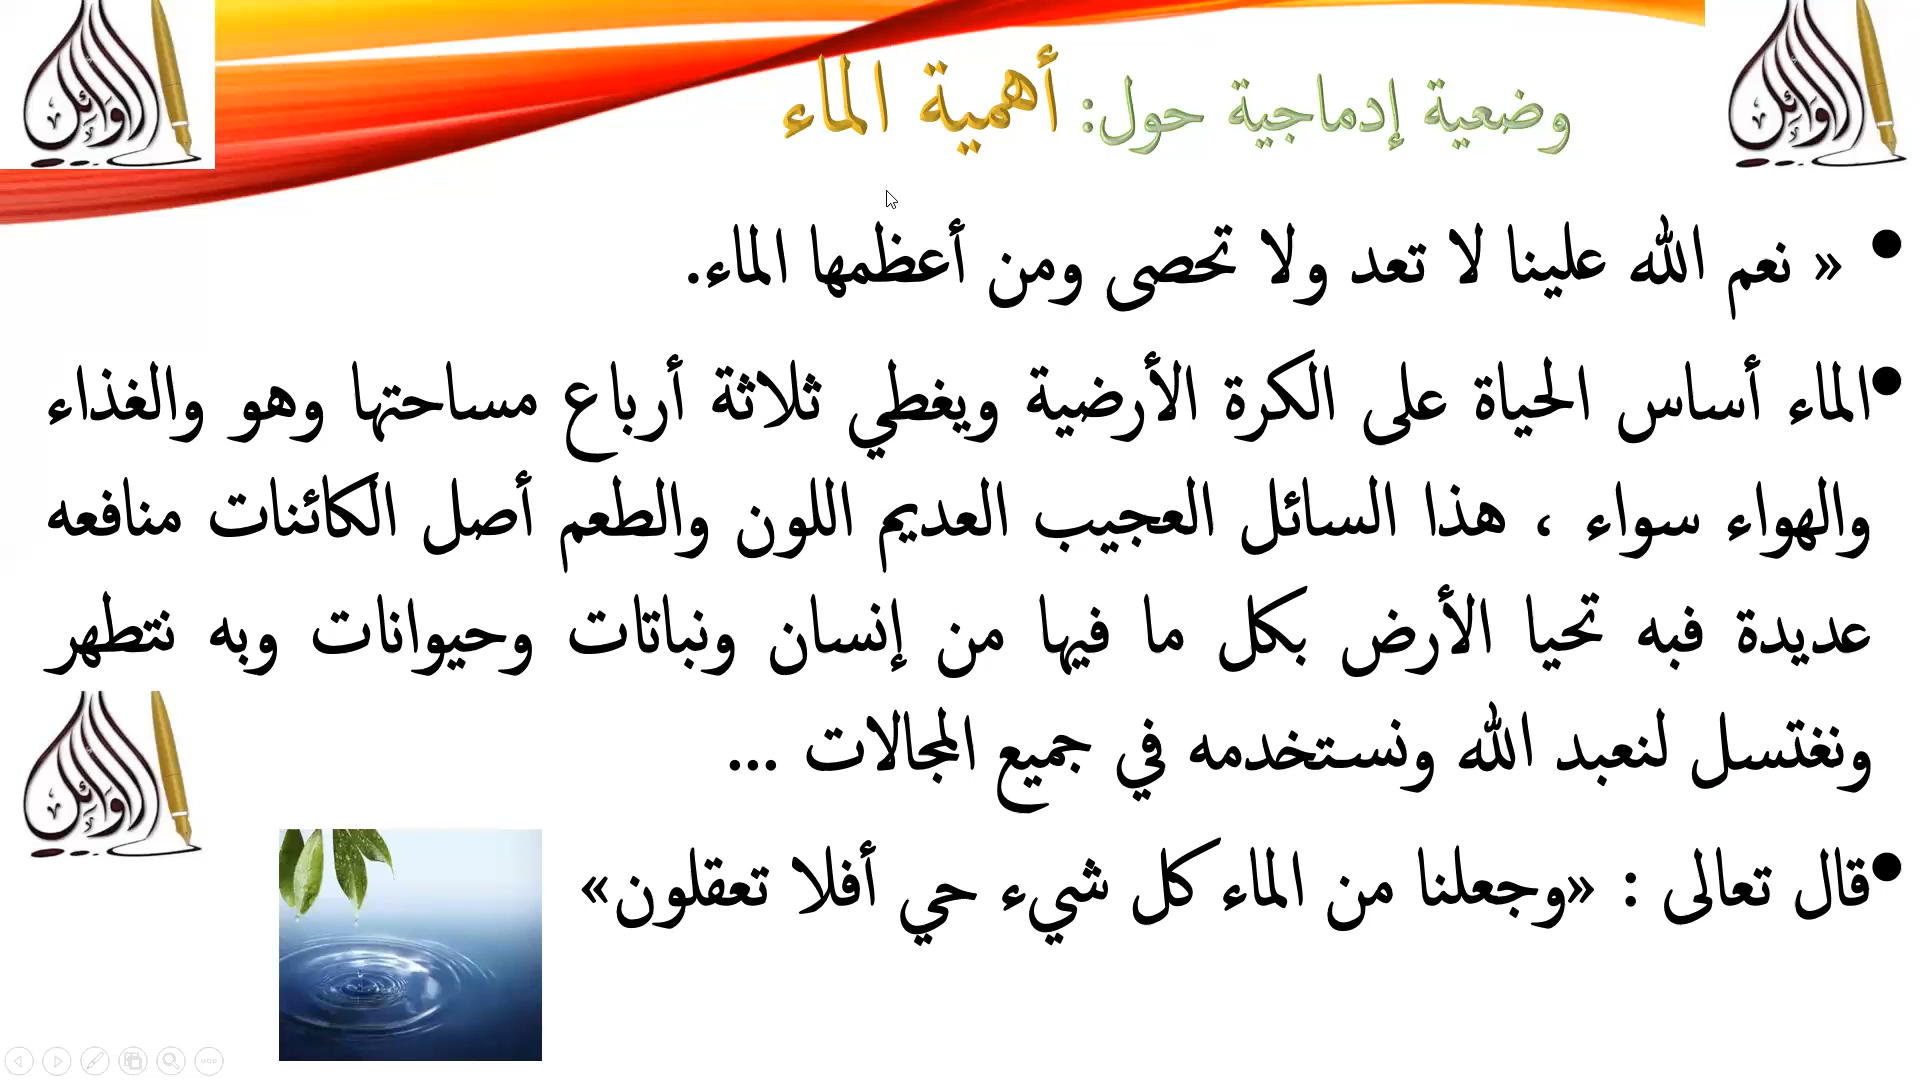 الأوائل
الأوائل
وضعية إدماجية حول: أهمية الماء
• « نعم الله علينا لا تعد ولا تحصى ومن أعظمها الماء.
•الماء أساس الحياة على الكرة الأرضية ويغطي ثلاثة أرباع مساحتها وهو والغذاء
والهواء سواء ، هذا السائل العجيب العديم اللون والطعم أصل الكائنات منافعه
عديدة فبه تحيا الأرض بكل ما فيها من إنسان ونباتات وحيوانات وبه نتطهر
ونغتسل لنعبد الله ونستخدمه في جميع المجالات ...
الأوائل
•قال تعالى : «وجعلنا من الماء كل شيء حي أفلا تعقلون»